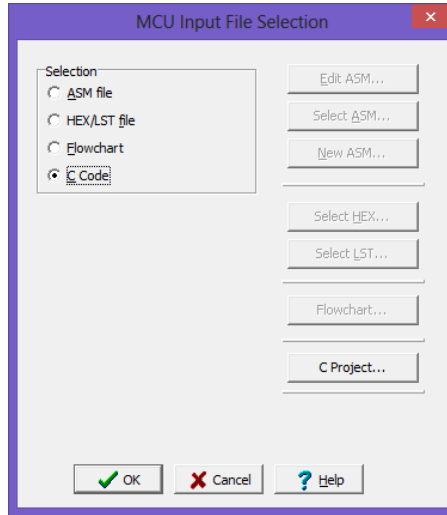 MCU Input File Selection
Selection
ASM file
HEX/LST file
Flowchart
C Code
Edit ASM...
Select ASM...
New ASM...
Select HEX...
Select LST...
Flowchart...
C Project...
OK
Cancel
Help